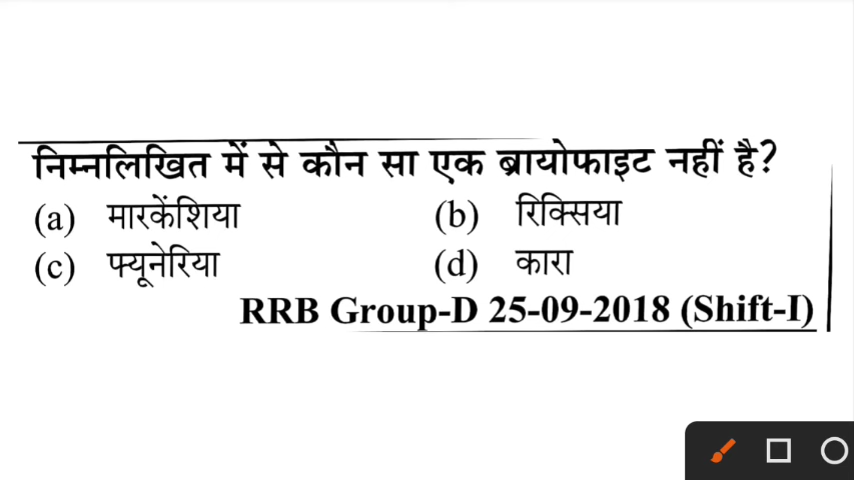 निम्नलिखित में से कौन सा एक ब्रायोफाइट नहीं है?
(a) मारकेंशिया (b) रिक्सिया
(c) फ्यूनेरिया (d) कारा
RRB Group-D 25-09-2018 (Shift-I)